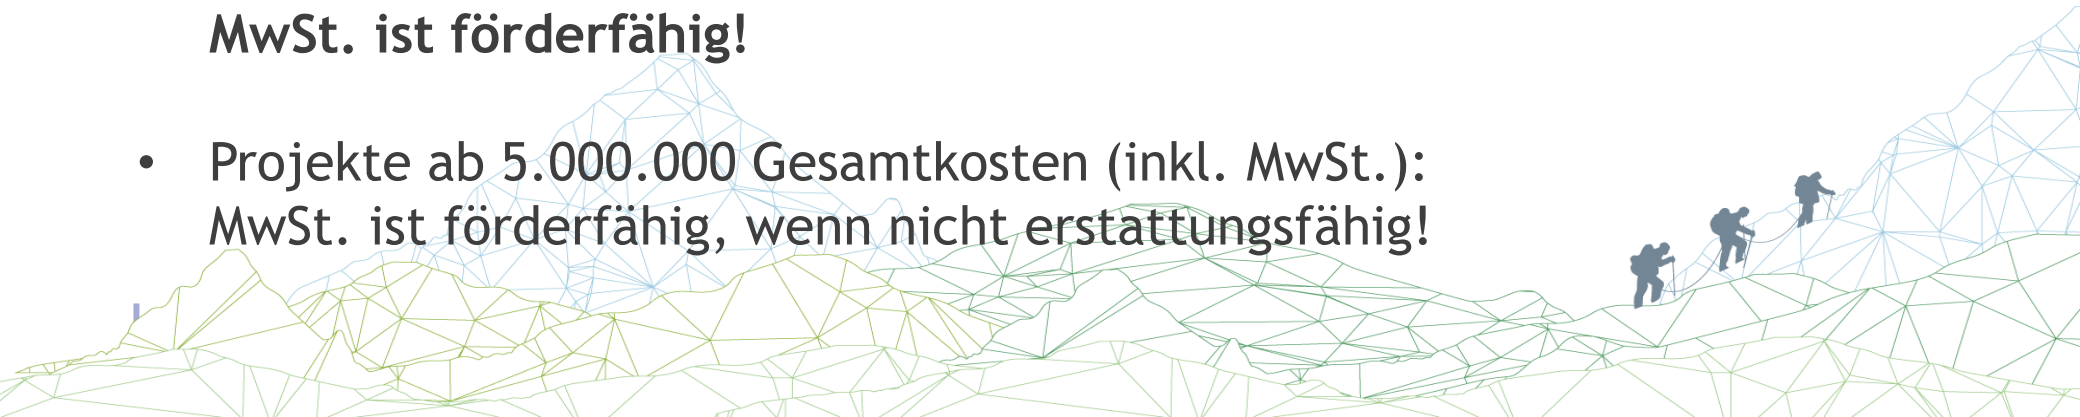 MwSt. ist förderfähig!
• Projekte ab 5.000.000 Gesamtkosten (inkl. MwSt.):
MwSt. ist förderfähig, wenn nicht erstattungsfähig!